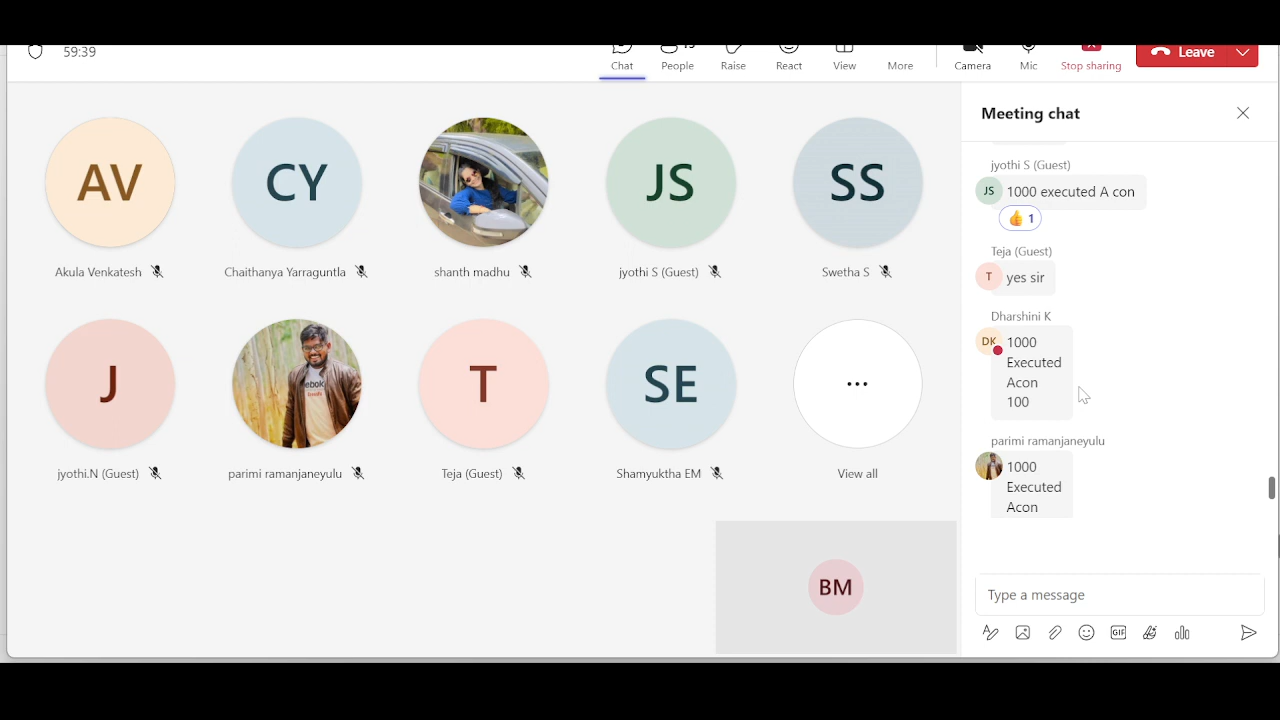 59:39
Chat
People
Raise
React
View
More
Camera
Mic
Stop sharing
Leave
Meeting chat
AV
CY
JS
SS
Akula Venkatesh
Chaithanya Yarraguntla
shanth madhu
jyothi S (Guest)
Swetha S
J
T
SE
...
jyothi.N (Guest)
parimi ramanjaneyulu
Teja (Guest)
Shamyuktha EM
View all
BM
jyothi S (Guest)
JS 1000 executed A con
👍 1
Teja (Guest)
T yes sir
Dharshini K
DK 1000
Executed
Acon
100
parimi ramanjaneyulu
1000
Executed
Acon
Type a message
GIF